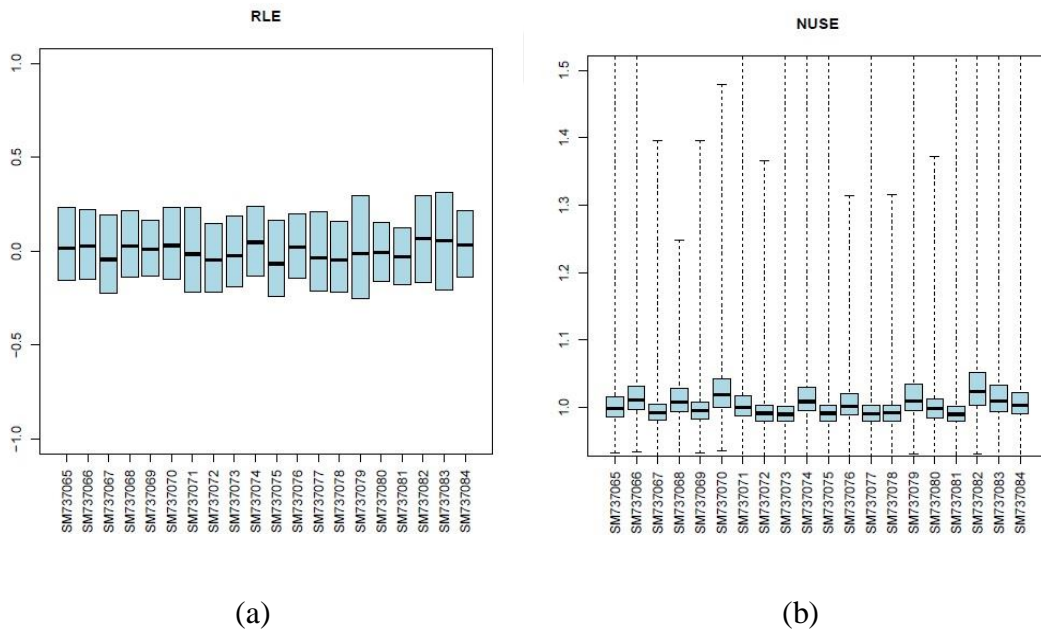 RLE
1.0
0.5
0.0
−0.5
−1.0
SM737065
SM737066
SM737067
SM737068
SM737069
SM737070
SM737071
SM737072
SM737073
SM737074
SM737075
SM737076
SM737077
SM737078
SM737079
SM737080
SM737081
SM737082
SM737083
SM737084
(a)
NUSE
1.5
1.4
1.3
1.2
1.1
1.0
SM737065
SM737066
SM737067
SM737068
SM737069
SM737070
SM737071
SM737072
SM737073
SM737074
SM737075
SM737076
SM737077
SM737078
SM737079
SM737080
SM737081
SM737082
SM737083
SM737084
(b)